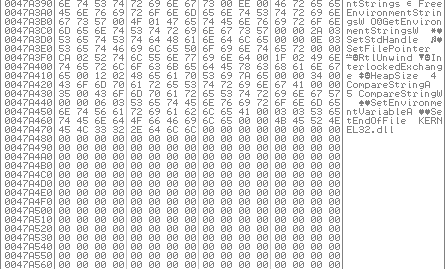 0047A390 6E 74 53 74 72 69 6E 67 73 00 EE 00 46 72 65 65 ntStrings ε Free
0047A3A0 45 6E 76 69 72 6F 6E 6D 65 6E 74 53 74 72 69 6E EnvironmentStrin
0047A3B0 67 73 57 00 4F 01 47 65 74 45 6E 76 69 72 6F 6E gsW O☺GetEnviron
0047A3C0 6D 65 6E 74 53 74 72 69 6E 67 73 57 00 00 2A 03 mentStringsW *♥
0047A3D0 53 65 74 53 74 64 48 61 6E 64 6C 65 00 00 0E 03 SetStdHandle ♫♥
0047A3E0 53 65 74 46 69 6C 65 50 6F 69 6E 74 65 72 00 00 SetFilePointer
0047A3F0 CA 02 52 74 6C 55 6E 77 69 6E 64 00 1F 02 49 6E ╩☻RtlUnwind ▼☻In
0047A400 74 65 72 6C 6F 63 6B 65 64 45 78 63 68 61 6E 67 terlockedExchang
0047A410 65 00 12 02 48 65 61 70 53 69 7A 65 00 00 34 00 e ↕☻HeapSize 4
0047A420 43 6F 6D 70 61 72 65 53 74 72 69 6E 67 41 00 00 CompareStringA
0047A430 35 00 43 6F 6D 70 61 72 65 53 74 72 69 6E 67 57 5 CompareStringW
0047A440 00 00 06 03 53 65 74 45 6E 76 69 72 6F 6E 6D 65 ♠♥SetEnvironme
0047A450 6E 74 56 61 72 69 61 62 6C 65 41 00 03 03 53 65 ntVariableA ♥♥Se
0047A460 74 45 6E 64 4F 66 46 69 6C 65 00 00 4B 45 52 4E tEndOfFile KERN
0047A470 45 4C 33 32 2E 64 6C 6C 00 00 00 00 00 00 00 00 EL32.dll
0047A480 00 00 00 00 00 00 00 00 00 00 00 00 00 00 00 00
0047A490 00 00 00 00 00 00 00 00 00 00 00 00 00 00 00 00
0047A4A0 00 00 00 00 00 00 00 00 00 00 00 00 00 00 00 00
0047A4B0 00 00 00 00 00 00 00 00 00 00 00 00 00 00 00 00
0047A4C0 00 00 00 00 00 00 00 00 00 00 00 00 00 00 00 00
0047A4D0 00 00 00 00 00 00 00 00 00 00 00 00 00 00 00 00
0047A4E0 00 00 00 00 00 00 00 00 00 00 00 00 00 00 00 00
0047A4F0 00 00 00 00 00 00 00 00 00 00 00 00 00 00 00 00
0047A500 00 00 00 00 00 00 00 00 00 00 00 00 00 00 00 00
0047A510 00 00 00 00 00 00 00 00 00 00 00 00 00 00 00 00
0047A520 00 00 00 00 00 00 00 00 00 00 00 00 00 00 00 00
0047A530 00 00 00 00 00 00 00 00 00 00 00 00 00 00 00 00
0047A540 00 00 00 00 00 00 00 00 00 00 00 00 00 00 00 00
0047A550 00 00 00 00 00 00 00 00 00 00 00 00 00 00 00 00
0047A560 00 00 00 00 00 00 00 00 00 00 00 00 00 00 00 00